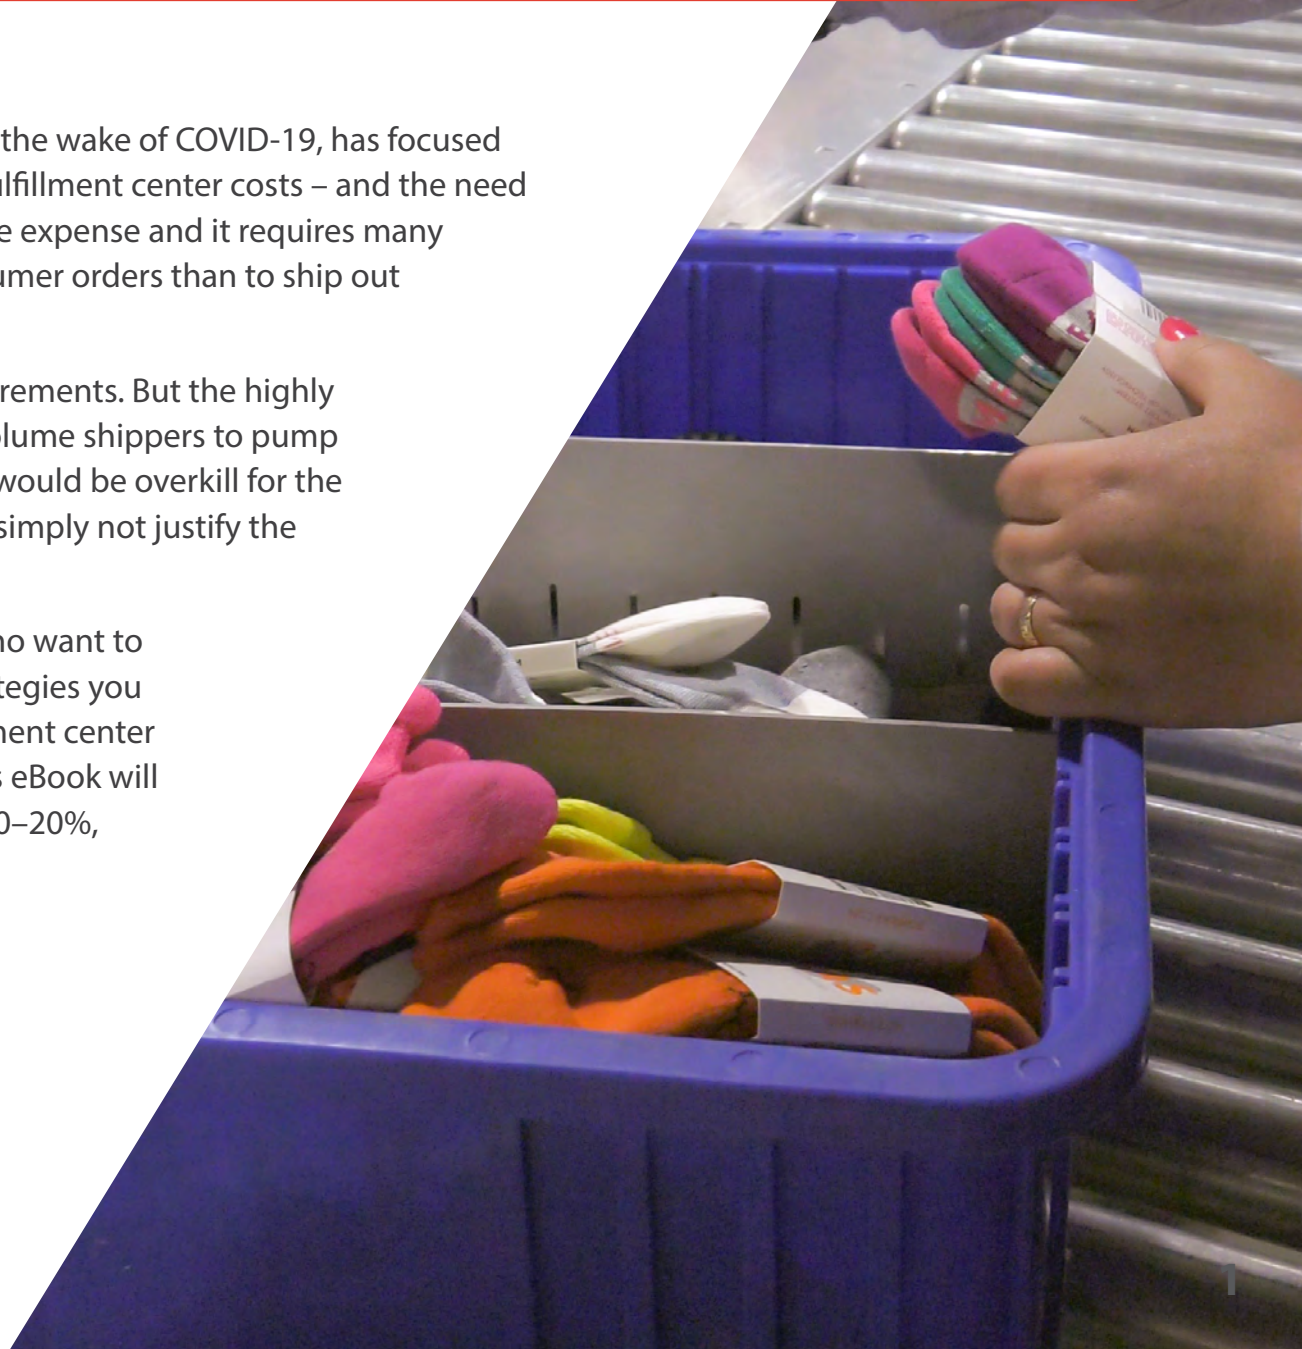 the wake of COVID-19, has focused
lfillment center costs – and the need
e expense and it requires many
umer orders than to ship out
rements. But the highly
olume shippers to pump
would be overkill for the
simply not justify the
ho want to
tegies you
ment center
s eBook will
0–20%,
1